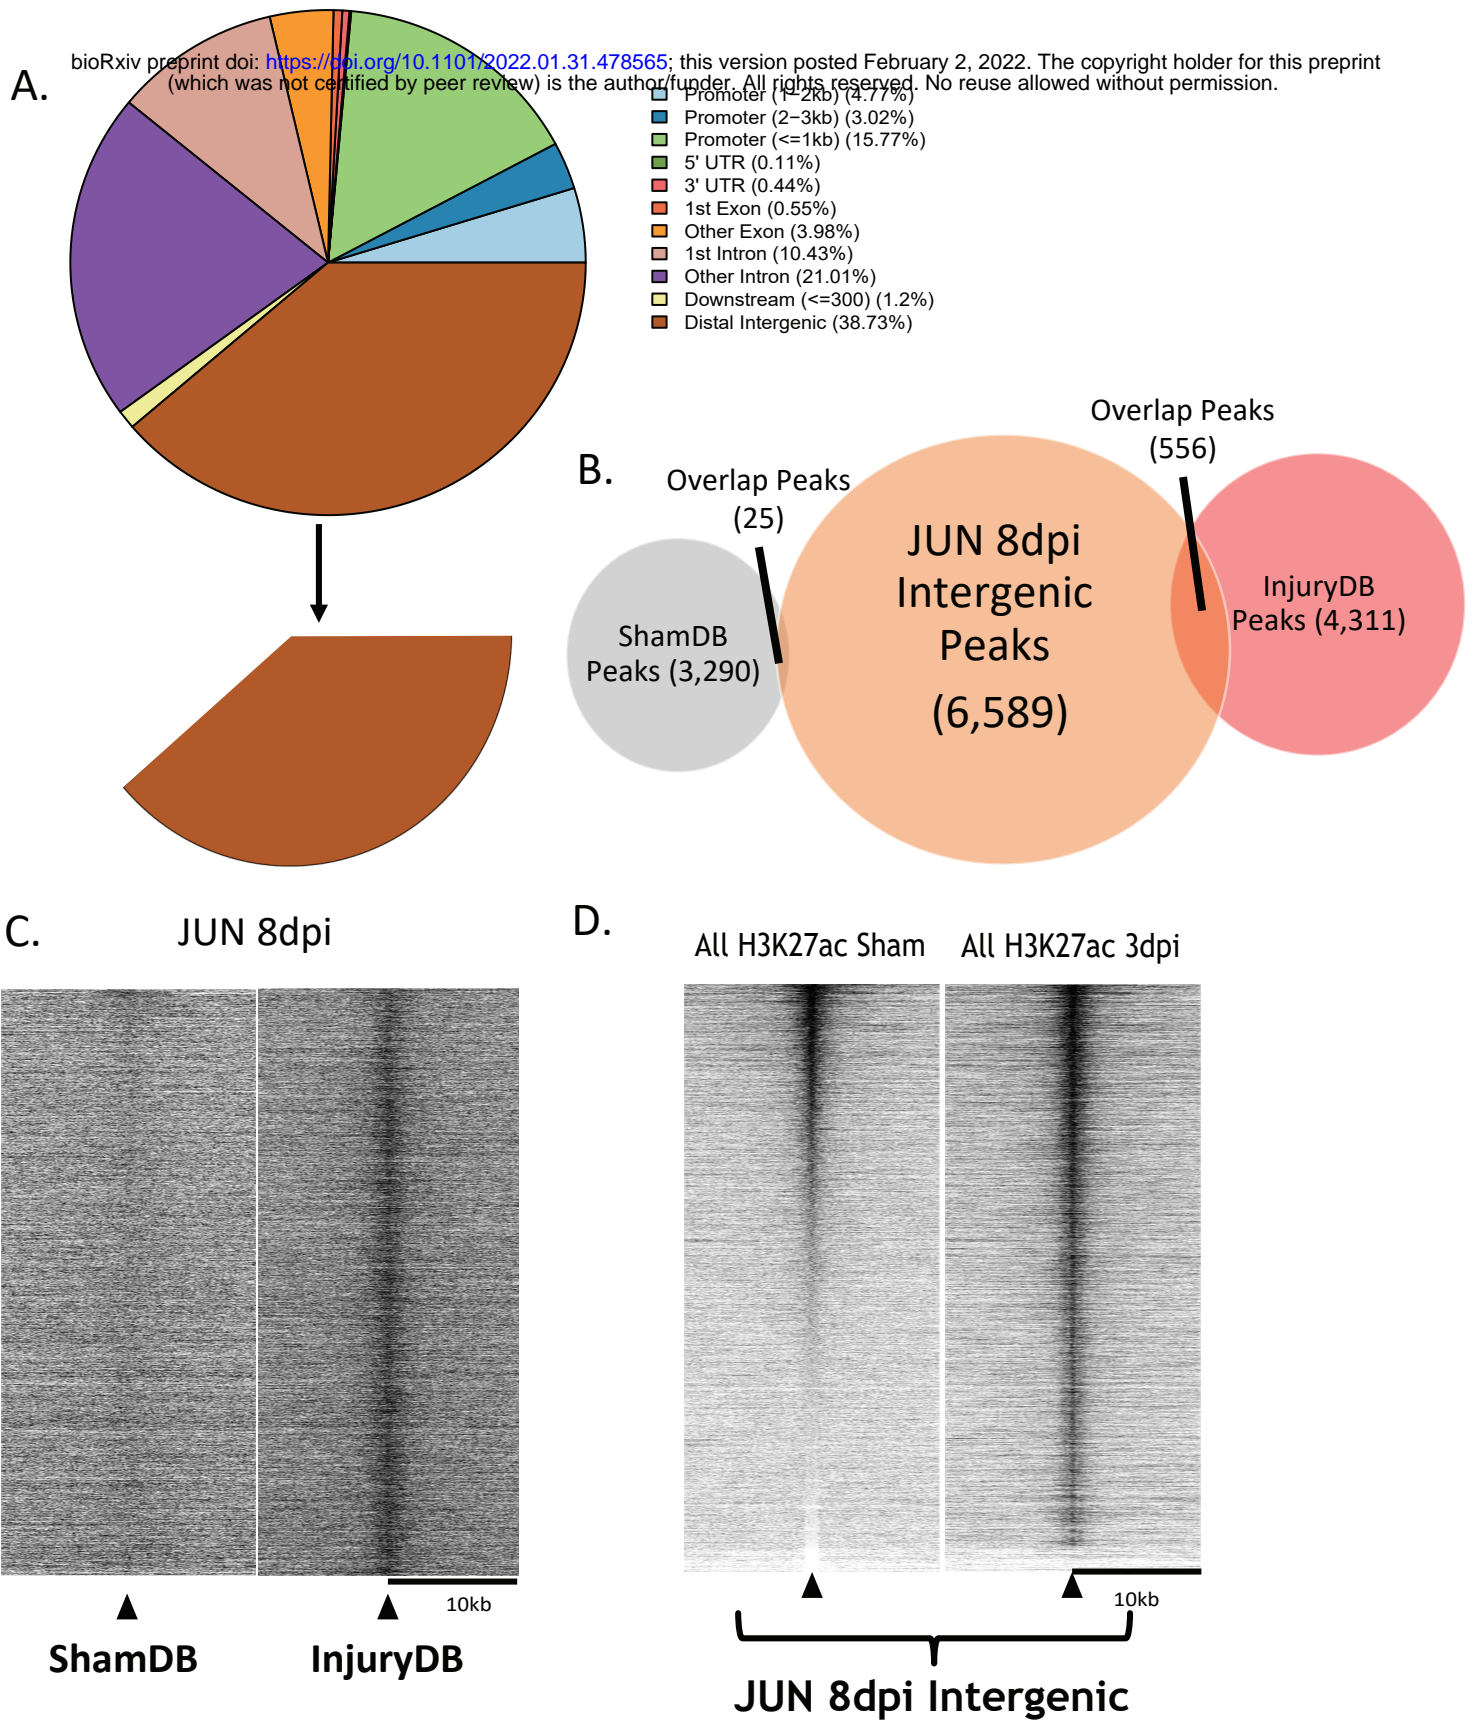 bioRxiv preprint doi: https://doi.org/10.1101/2022.01.31.478565; this version posted February 2, 2022. The copyright holder for this preprint
(which was not certified by peer review) is the author/funder. All rights reserved. No reuse allowed without permission.
A.
Promoter (1−2kb) (4.77%)
Promoter (2−3kb) (3.02%)
Promoter (<=1kb) (15.77%)
5' UTR (0.11%)
3' UTR (0.44%)
1st Exon (0.55%)
Other Exon (3.98%)
1st Intron (10.43%)
Other Intron (21.01%)
Downstream (<=300) (1.2%)
Distal Intergenic (38.73%)
B.
Overlap Peaks
(25)
Overlap Peaks
(556)
ShamDB
Peaks (3,290)
JUN 8dpi
Intergenic
Peaks
(6,589)
InjuryDB
Peaks (4,311)
C.
JUN 8dpi
10kb
ShamDB
InjuryDB
D.
All H3K27ac Sham
All H3K27ac 3dpi
10kb
JUN 8dpi Intergenic